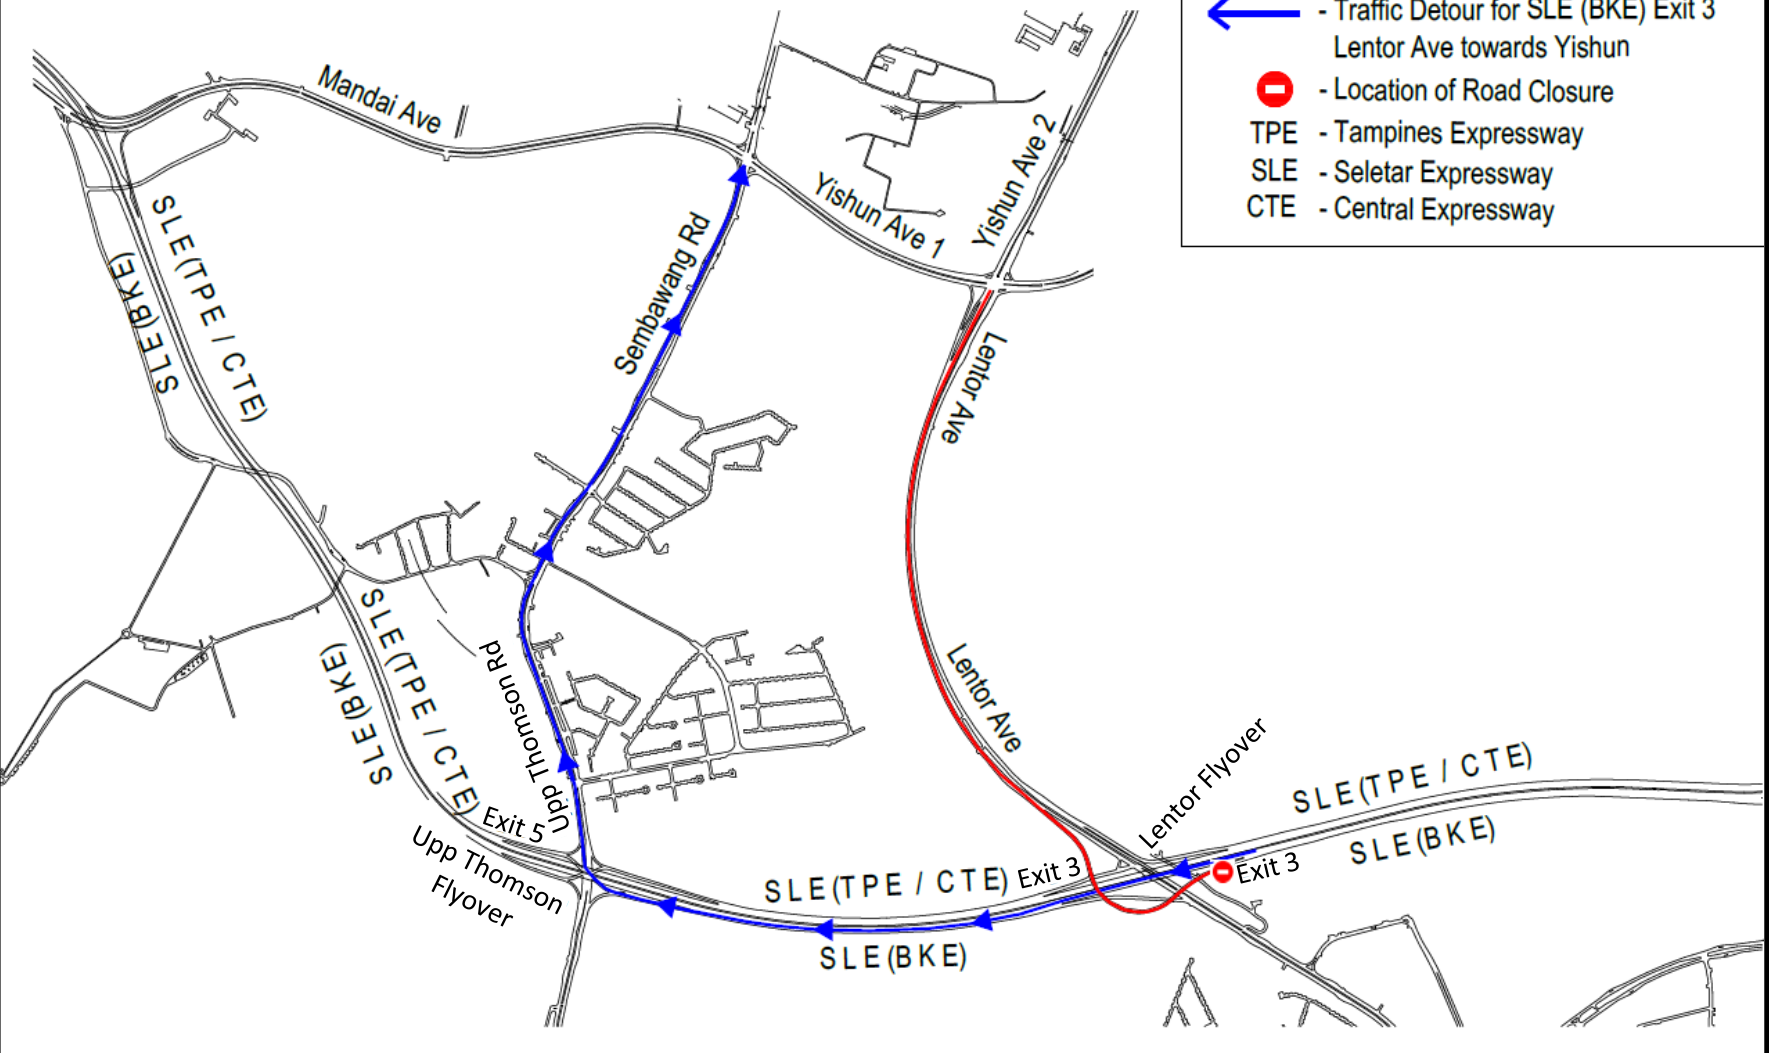 - Traffic Detour for SLE (BKE) Exit 3
Lentor Ave towards Yishun
- Location of Road Closure
TPE - Tampines Expressway
SLE - Seletar Expressway
CTE - Central Expressway
Mandai Ave
Yishun Ave 2
Yishun Ave 1
SLE(TPE / CTE)
SLE(BKE)
Sembawang Rd
Lentor Ave
SLE(TPE / CTE)
SLE(BKE)
Upp Thomson Rd
Lentor Ave
Lentor Flyover
SLE(TPE / CTE)
SLE(BKE)
Exit 5
Upp Thomson
Flyover
SLE(TPE / CTE)
Exit 3
Exit 3
SLE(BKE)